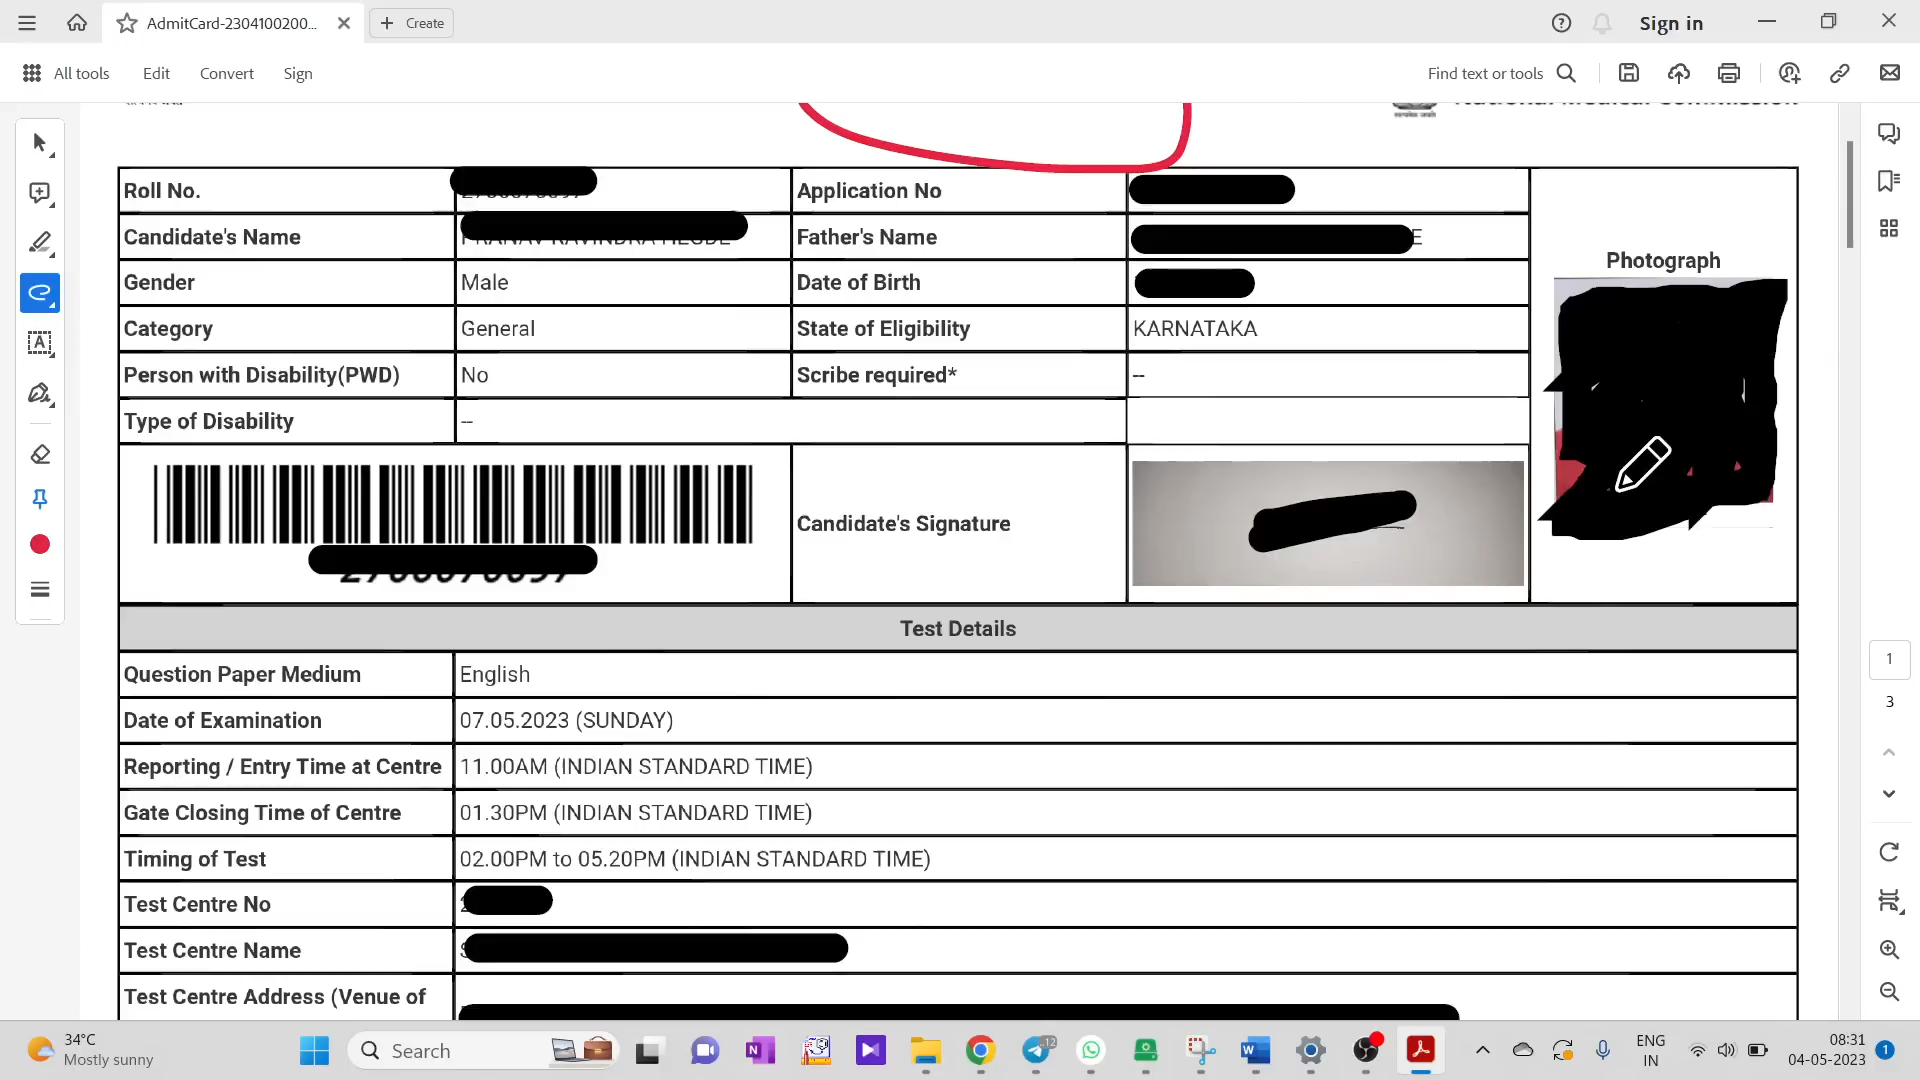 AdmitCard-2304100200...
Create
Sign in
All tools
Edit
Convert
Sign
Find text or tools
Roll No.
Application No
Candidate's Name
Father's Name
E
Photograph
Gender
Male
Date of Birth
Category
General
State of Eligibility
KARNATAKA
Person with Disability(PWD)
No
Scribe required*
--
Type of Disability
--
Candidate's Signature
Test Details
Question Paper Medium
English
Date of Examination
07.05.2023 (SUNDAY)
Reporting / Entry Time at Centre
11.00AM (INDIAN STANDARD TIME)
Gate Closing Time of Centre
01.30PM (INDIAN STANDARD TIME)
Timing of Test
02.00PM to 05.20PM (INDIAN STANDARD TIME)
Test Centre No
Test Centre Name
Test Centre Address (Venue of
1
3
34°C
Mostly sunny
Search
12
ENG
IN
08:31
04-05-2023
1